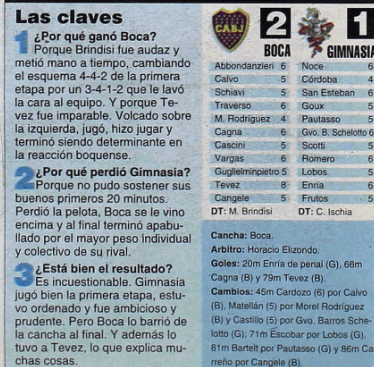 Las claves
1 ¿Por qué ganó Boca?
Porque Brindisi fue audaz y
metió mano a tiempo, cambiando
el esquema 4-4-2 de la primera
etapa por un 3-4-1-2 que le lavó
la cara al equipo. Y porque Te-
vez fue imparable. Volcado sobre
la izquierda, jugó, hizo jugar y
terminó siendo determinante en
la reacción boquense.
2 ¿Por qué perdió Gimnasia?
Porque no pudo sostener sus
buenos primeros 20 minutos.
Perdió la pelota, Boca se le vino
encima y al final terminó apabu-
llado por el mayor peso individual
y colectivo de su rival.
3 ¿Está bien el resultado?
Es incuestionable. Gimnasia
jugó bien la primera etapa, estu-
vo ordenado y fue ambicioso y
prudente. Pero Boca lo barrió de
la cancha al final. Y además lo
tuvo a Tevez, lo que explica mu-
chas cosas.
CABJ 2 1
BOCA GIMNASIA
Abbondanzieri 6 Noce 6
Calvo 5 Córdoba 4
Schiavi 5 San Esteban 6
Traverso 6 Goux 5
M. Rodríguez 4 Pautasso 5
Cagna 6 Gvo. B. Schelotto 6
Cascini 5 Scotti 5
Vargas 6 Romero 6
Guglielminpietro 5 Lobos 5
Tevez 8 Enría 6
Cangele 5 Frutos 5
DT: M. Brindisi DT: C. Ischia
Cancha: Boca.
Arbitro: Horacio Elizondo.
Goles: 20m Enría de penal (G), 66m
Cagna (B) y 79m Tevez (B).
Cambios: 45m Cardozo (6) por Calvo
(B), Matellán (5) por Morel Rodríguez
(B) y Castillo (5) por Gvo. Barros Sche-
lotto (G); 71m Escobar por Lobos (G),
81m Bartelt por Pautasso (G) y 86m Ca
rreño por Cangele (B).